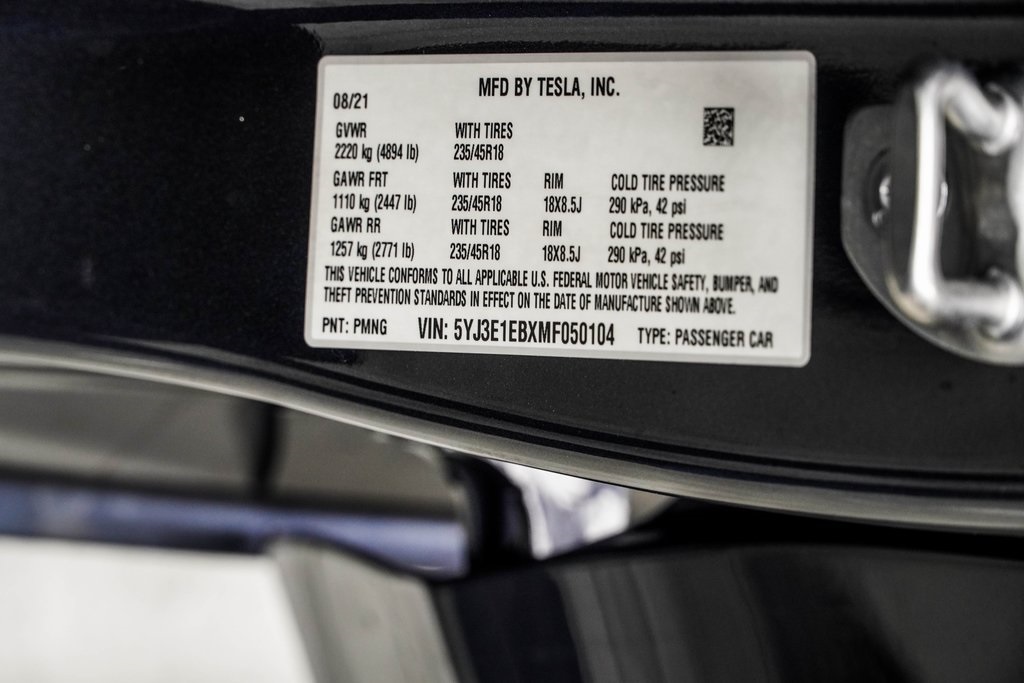 MFD BY TESLA, INC.
08/21
GVWR WITH TIRES
2220 kg (4894 lb) 235/45R18
GAWR FRT WITH TIRES RIM COLD TIRE PRESSURE
1110 kg (2447 lb) 235/45R18 18X8.5J 290 kPa, 42 psi
GAWR RR WITH TIRES RIM COLD TIRE PRESSURE
1257 kg (2771 lb) 235/45R18 18X8.5J 290 kPa, 42 psi
THIS VEHICLE CONFORMS TO ALL APPLICABLE U.S. FEDERAL MOTOR VEHICLE SAFETY, BUMPER, AND
THEFT PREVENTION STANDARDS IN EFFECT ON THE DATE OF MANUFACTURE SHOWN ABOVE.
PNT: PMNG VIN: 5YJ3E1EBXMF050104 TYPE: PASSENGER CAR